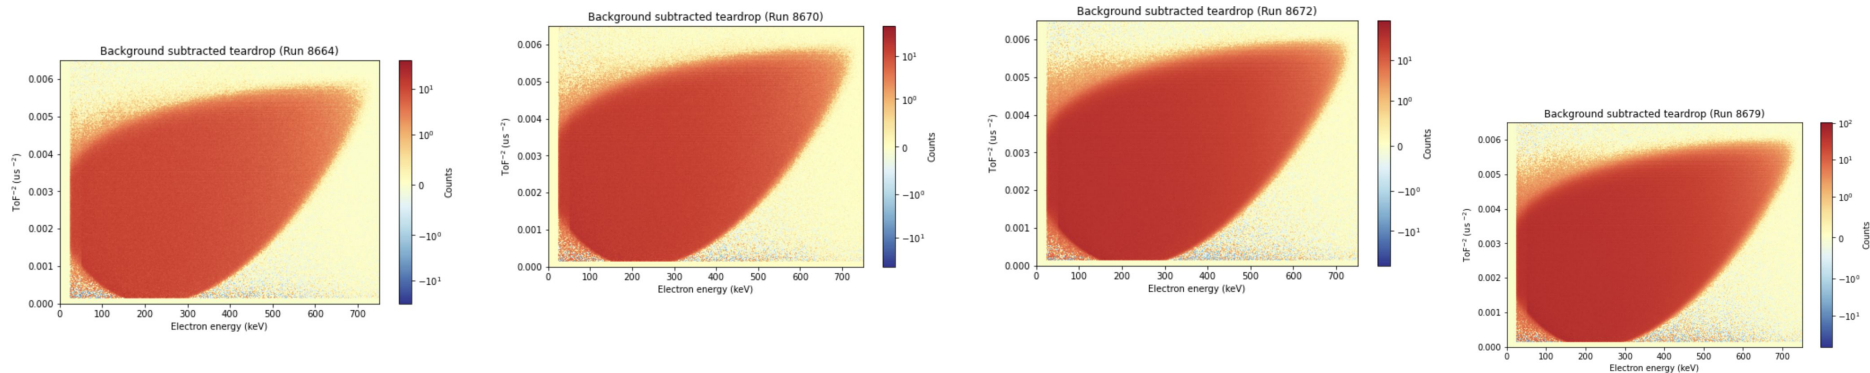 Background subtracted teardrop (Run 8664)
0.006
0.005
0.004
0.003
0.002
0.001
0.000
ToF⁻² (us ⁻²)
0 100 200 300 400 500 600 700
Electron energy (keV)
10¹
10⁰
0
−10⁰
−10¹
Counts
Background subtracted teardrop (Run 8670)
0.006
0.005
0.004
0.003
0.002
0.001
0.000
ToF⁻² (us ⁻²)
0 100 200 300 400 500 600 700
Electron energy (keV)
10¹
10⁰
0
−10⁰
−10¹
Counts
Background subtracted teardrop (Run 8672)
0.006
0.005
0.004
0.003
0.002
0.001
0.000
ToF⁻² (us ⁻²)
0 100 200 300 400 500 600 700
Electron energy (keV)
10¹
10⁰
0
−10⁰
−10¹
Counts
Background subtracted teardrop (Run 8679)
0.006
0.005
0.004
0.003
0.002
0.001
0.000
ToF⁻² (us ⁻²)
0 100 200 300 400 500 600 700
Electron energy (keV)
10²
10¹
10⁰
0
−10⁰
−10¹
Counts